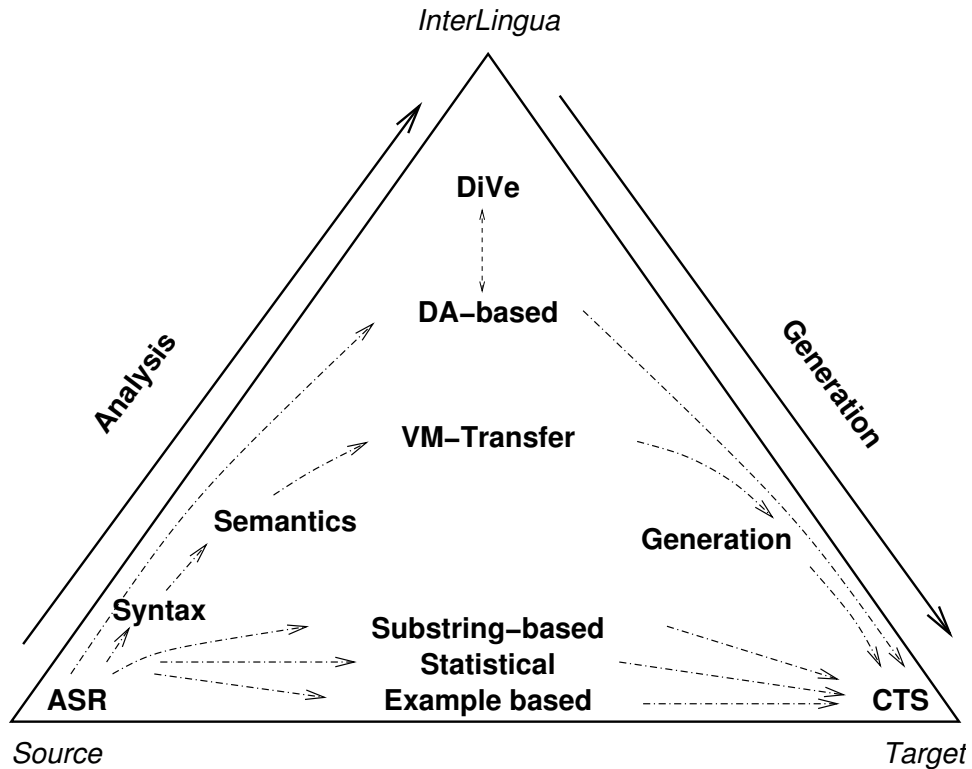 InterLingua
DiVe
DA−based
Analysis
Generation
VM−Transfer
Semantics
Generation
Syntax
Substring−based
Statistical
ASR
Example based
CTS
Source
Target